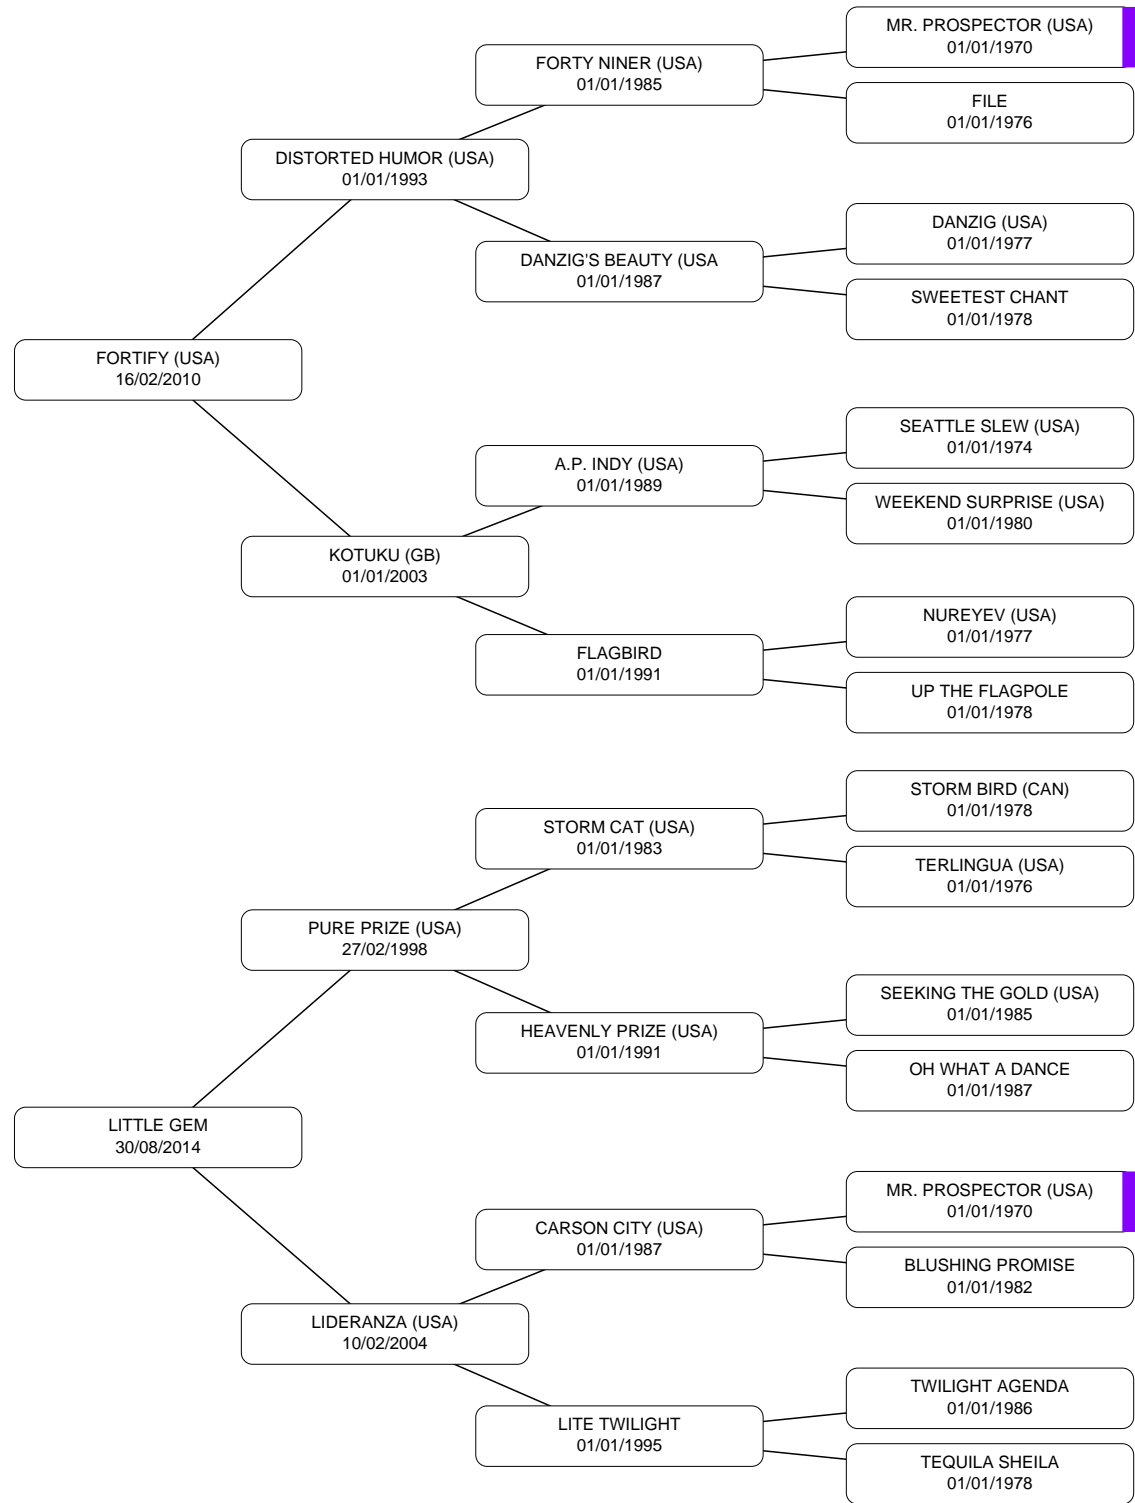 MR. PROSPECTOR (USA)
01/01/1970
FORTY NINER (USA)
01/01/1985
FILE
01/01/1976
DISTORTED HUMOR (USA)
01/01/1993
DANZIG (USA)
01/01/1977
DANZIG'S BEAUTY (USA
01/01/1987
SWEETEST CHANT
01/01/1978
FORTIFY (USA)
16/02/2010
SEATTLE SLEW (USA)
01/01/1974
A.P. INDY (USA)
01/01/1989
WEEKEND SURPRISE (USA)
01/01/1980
KOTUKU (GB)
01/01/2003
NUREYEV (USA)
01/01/1977
FLAGBIRD
01/01/1991
UP THE FLAGPOLE
01/01/1978
STORM BIRD (CAN)
01/01/1978
STORM CAT (USA)
01/01/1983
TERLINGUA (USA)
01/01/1976
PURE PRIZE (USA)
27/02/1998
SEEKING THE GOLD (USA)
01/01/1985
HEAVENLY PRIZE (USA)
01/01/1991
OH WHAT A DANCE
01/01/1987
LITTLE GEM
30/08/2014
MR. PROSPECTOR (USA)
01/01/1970
CARSON CITY (USA)
01/01/1987
BLUSHING PROMISE
01/01/1982
LIDERANZA (USA)
10/02/2004
TWILIGHT AGENDA
01/01/1986
LITE TWILIGHT
01/01/1995
TEQUILA SHEILA
01/01/1978